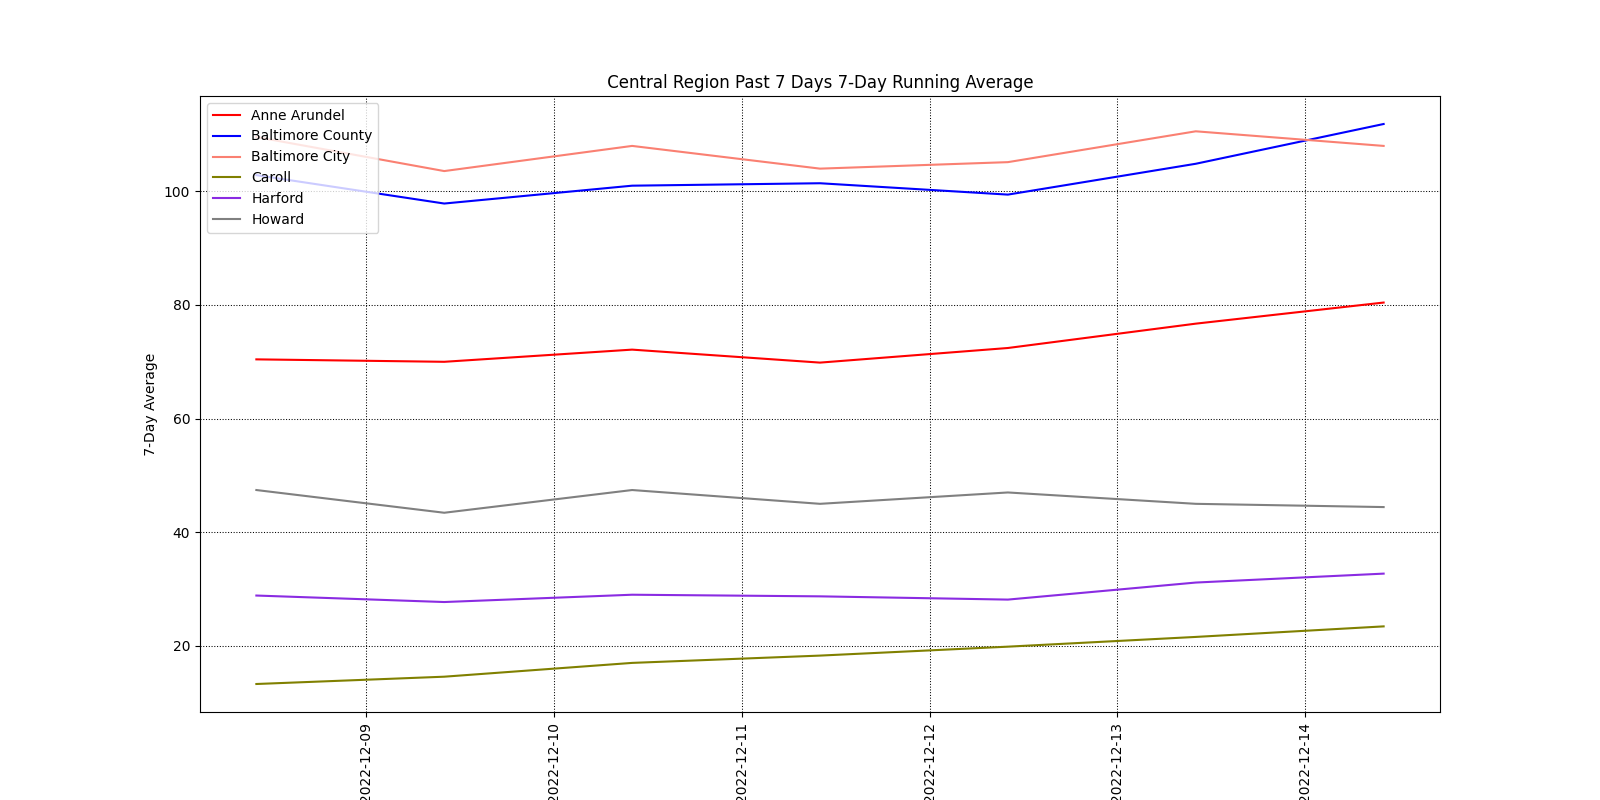 Central Region Past 7 Days 7-Day Running Average
Anne Arundel
Baltimore County
Baltimore City
Caroll
Harford
Howard
100
80
60
40
20
7-Day Average
2022-12-09
2022-12-10
2022-12-11
2022-12-12
2022-12-13
2022-12-14